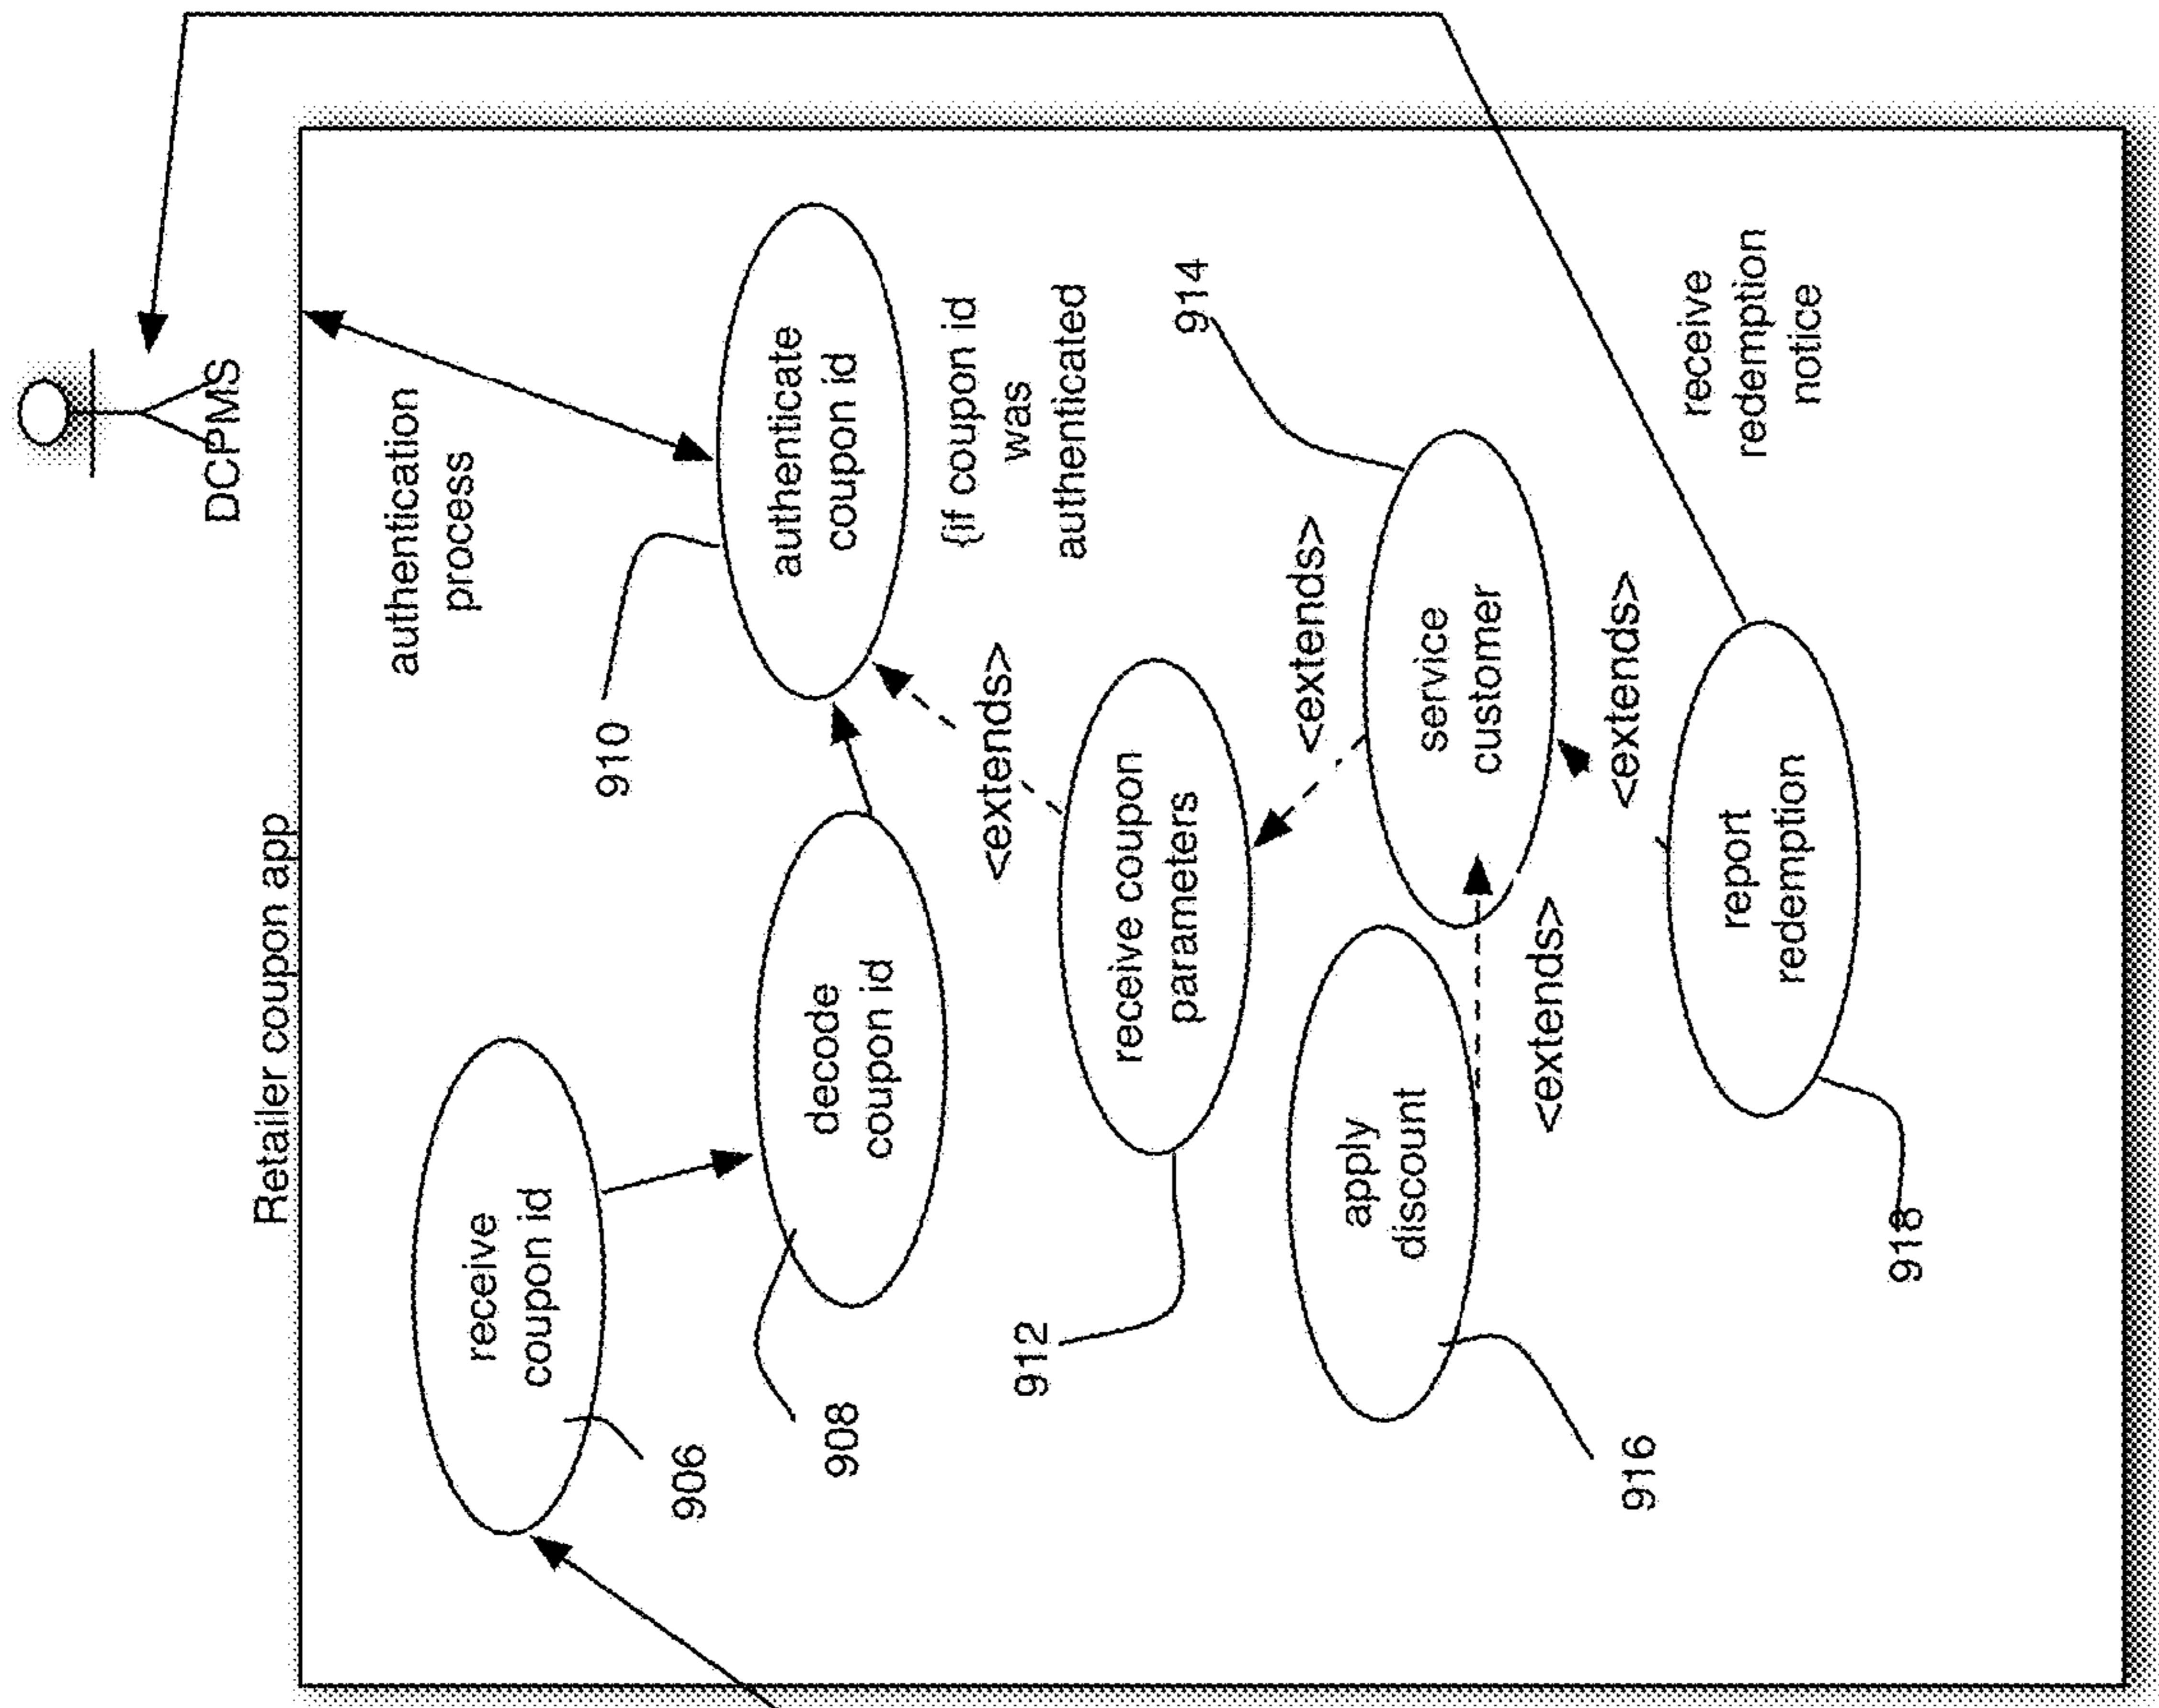 Retailer coupon app
DCPMS
authentication
process
receive
coupon id
906
decode
coupon id
908
authenticate
coupon id
910
{if coupon id
was
authenticated
<extends>
receive coupon
parameters
912
<extends>
service
customer
914
apply
discount
916
<extends>
<extends>
report
redemption
918
receive
redemption
notice